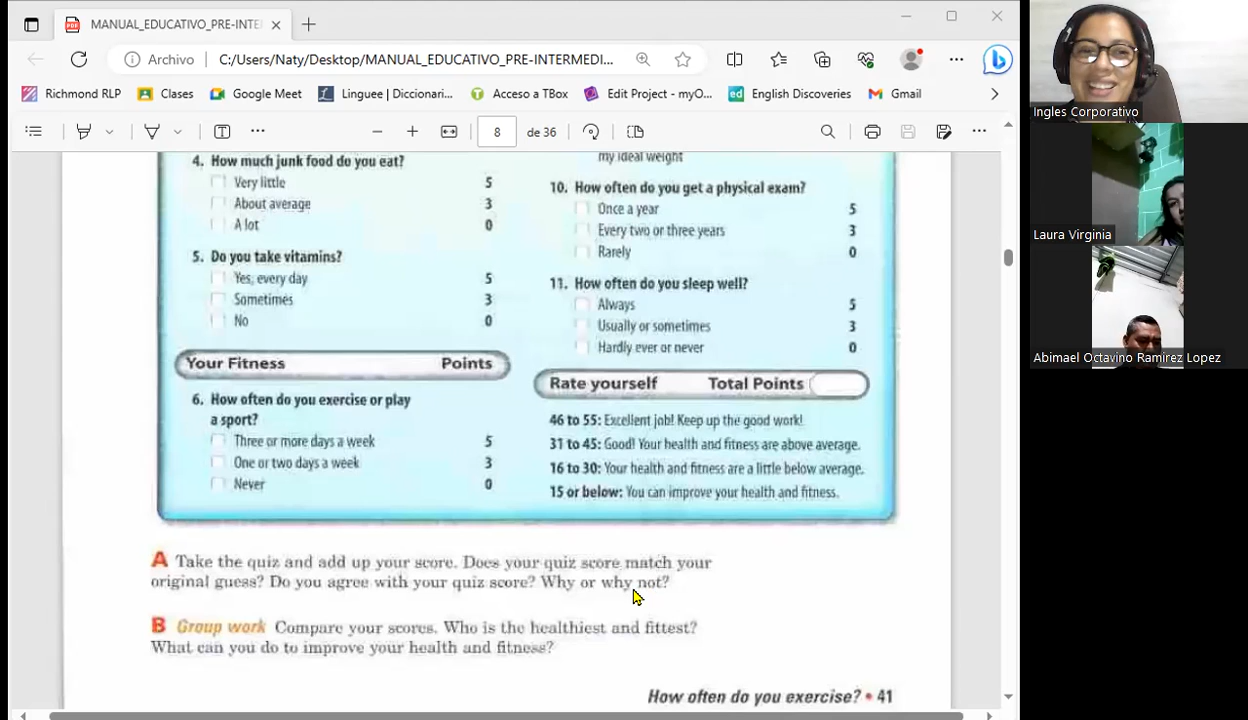 MANUAL_EDUCATIVO_PRE-INTE
Archivo
C:/Users/Naty/Desktop/MANUAL_EDUCATIVO_PRE-INTERMEDI...
Richmond RLP
Clases
Google Meet
Linguee | Diccionari...
Acceso a TBox
Edit Project - myO...
English Discoveries
Gmail
8 de 36
4. How much junk food do you eat?
Very little 5
About average 3
A lot 0
5. Do you take vitamins?
Yes, every day 5
Sometimes 3
No 0
Your Fitness Points
6. How often do you exercise or play
a sport?
Three or more days a week 5
One or two days a week 3
Never 0
my ideal weight
10. How often do you get a physical exam?
Once a year 5
Every two or three years 3
Rarely 0
11. How often do you sleep well?
Always 5
Usually or sometimes 3
Hardly ever or never 0
Rate yourself Total Points
46 to 55: Excellent job! Keep up the good work!
31 to 45: Good! Your health and fitness are above average.
16 to 30: Your health and fitness are a little below average.
15 or below: You can improve your health and fitness.
A Take the quiz and add up your score. Does your quiz score match your
original guess? Do you agree with your quiz score? Why or why not?
B Group work Compare your scores. Who is the healthiest and fittest?
What can you do to improve your health and fitness?
How often do you exercise? • 41
Ingles Corporativo
Laura Virginia
Abimael Octavino Ramirez Lopez